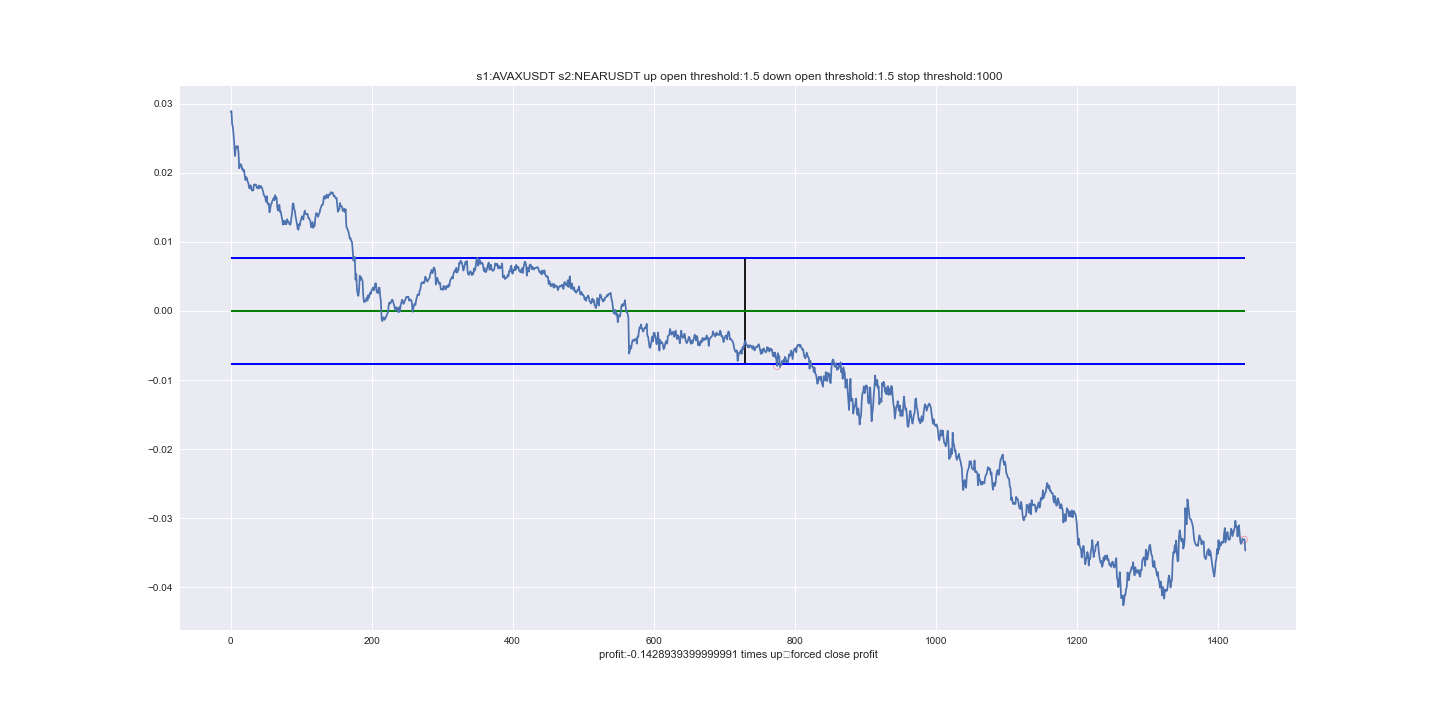 s1:AVAXUSDT s2:NEARUSDT up open threshold:1.5 down open threshold:1.5 stop threshold:1000
0.03
0.02
0.01
0.00
−0.01
−0.02
−0.03
−0.04
0 200 400 600 800 1000 1200 1400
profit:-0.1428939399999991 times up□forced close profit